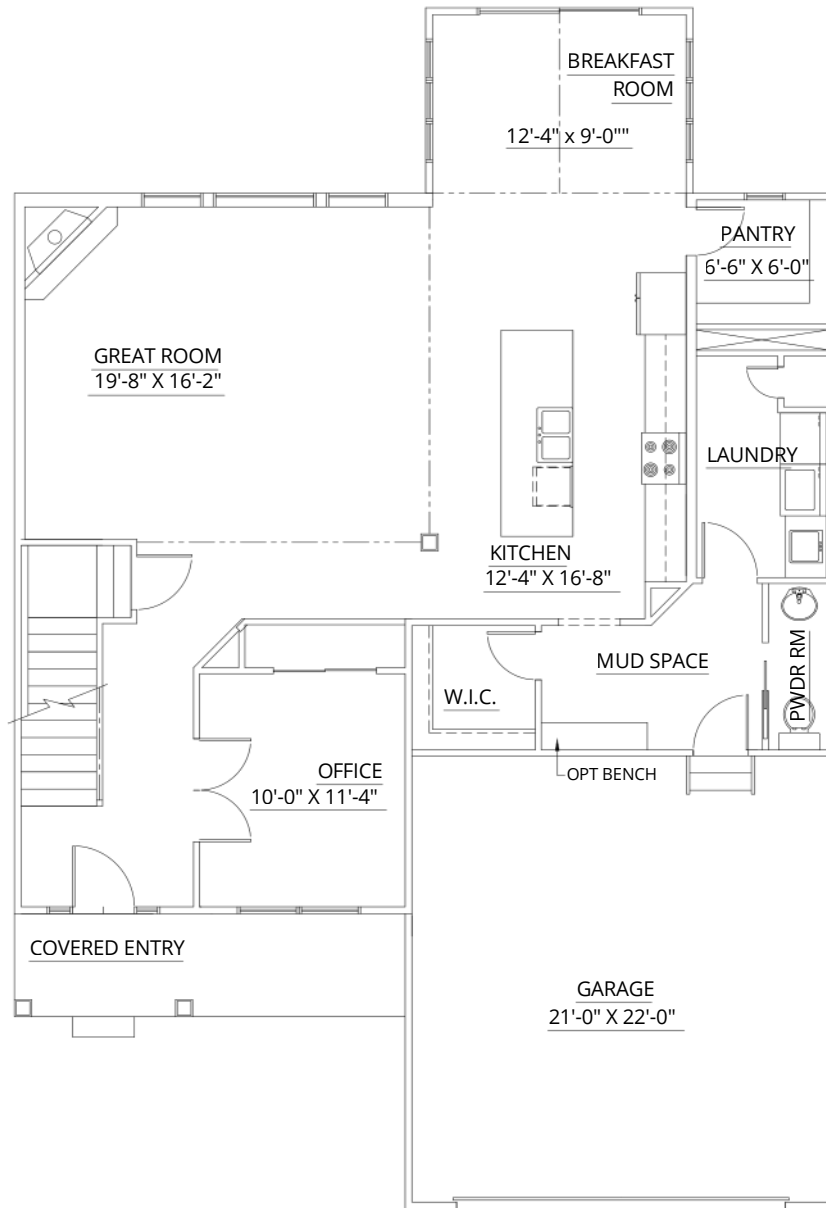 BREAKFAST
ROOM
12'-4" x 9'-0""
PANTRY
6'-6" X 6'-0"
GREAT ROOM
19'-8" X 16'-2"
LAUNDRY
KITCHEN
12'-4" X 16'-8"
MUD SPACE
PWDR RM
W.I.C.
OPT BENCH
OFFICE
10'-0" X 11'-4"
COVERED ENTRY
GARAGE
21'-0" X 22'-0"